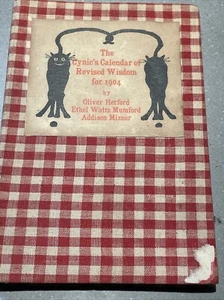 The
Cynic's Calendar of
Revised Wisdom
for 1904
BY
Oliver Herford
Ethel Watts Mumford
Addison Mizner